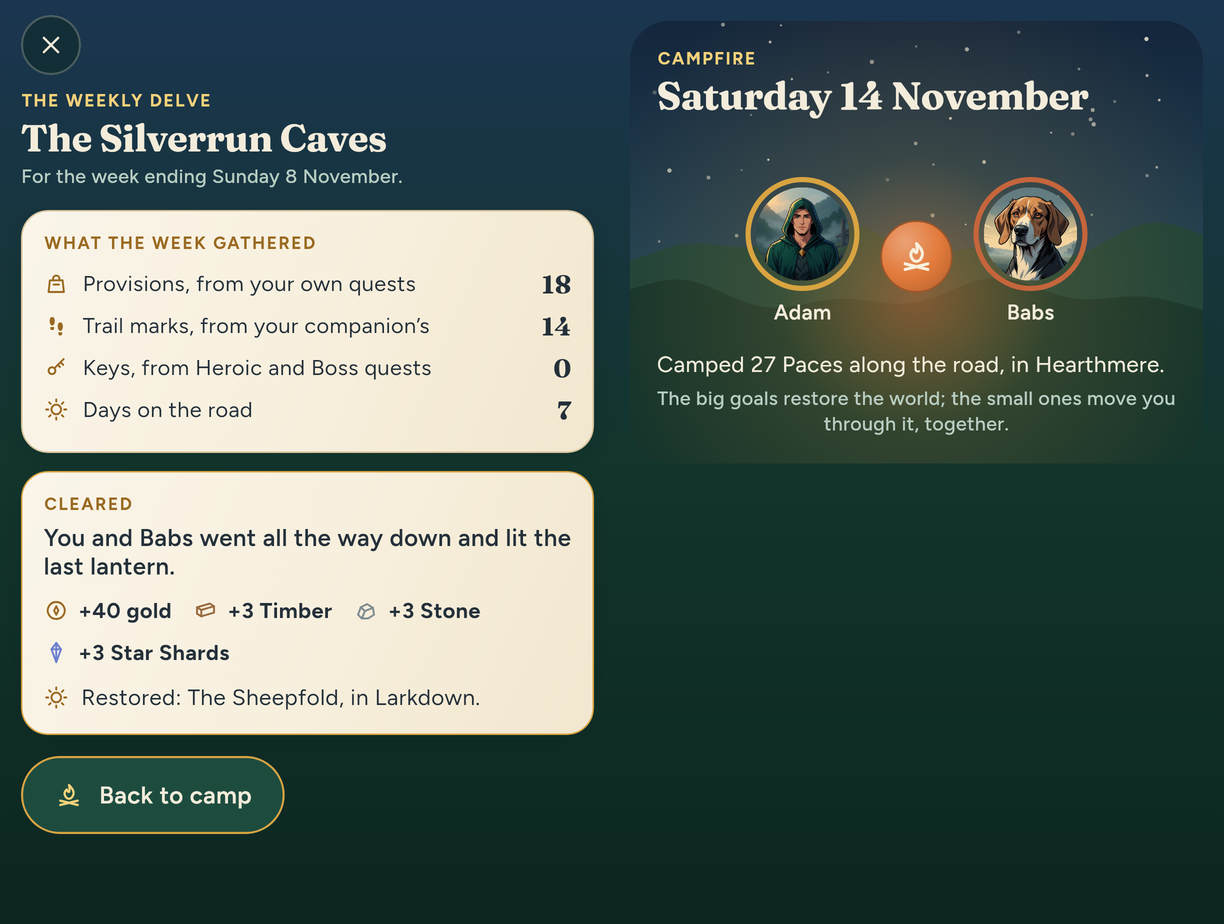 THE WEEKLY DELVE
The Silverrun Caves
For the week ending Sunday 8 November.
WHAT THE WEEK GATHERED
Provisions, from your own quests 18
Trail marks, from your companion’s 14
Keys, from Heroic and Boss quests 0
Days on the road 7
CLEARED
You and Babs went all the way down and lit the
last lantern.
+40 gold +3 Timber +3 Stone
+3 Star Shards
Restored: The Sheepfold, in Larkdown.
Back to camp
CAMPFIRE
Saturday 14 November
Adam Babs
Camped 27 Paces along the road, in Hearthmere.
The big goals restore the world; the small ones move you
through it, together.